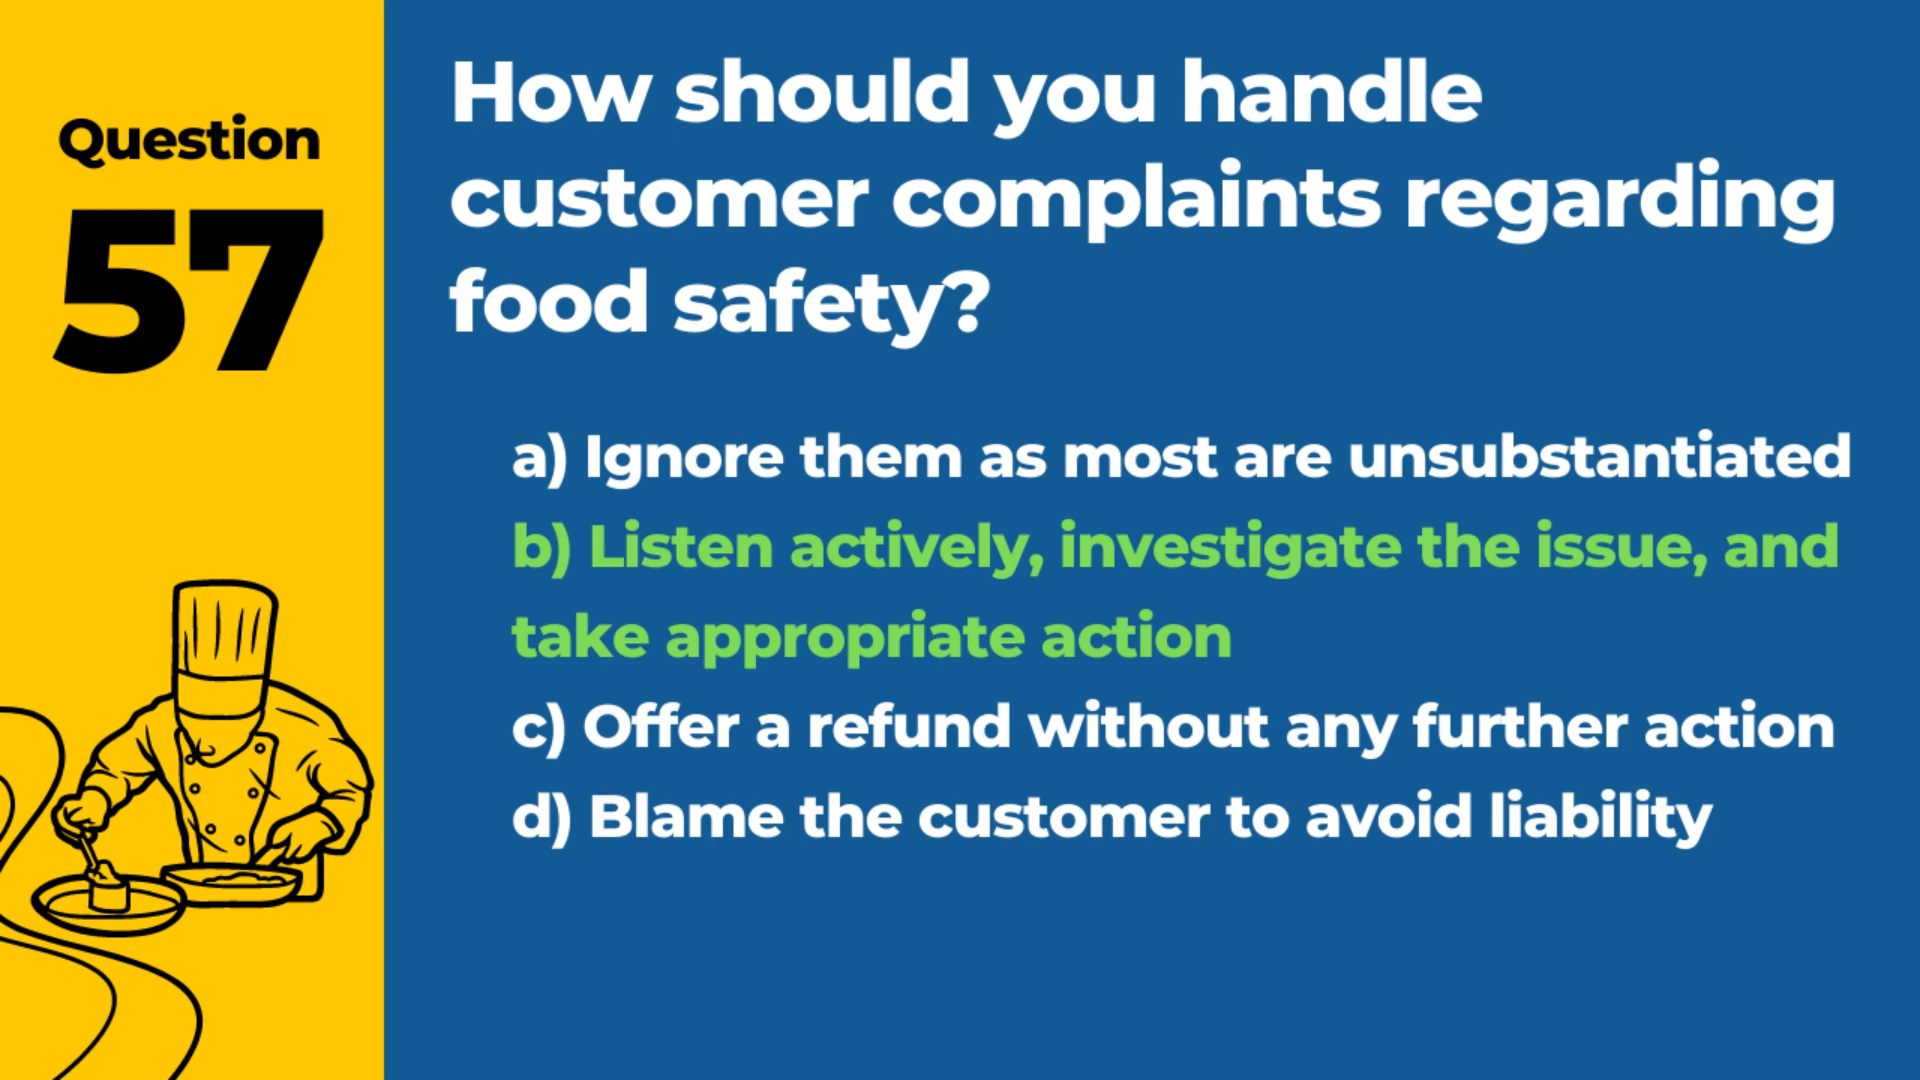 Question
57
How should you handle
customer complaints regarding
food safety?
a) Ignore them as most are unsubstantiated
b) Listen actively, investigate the issue, and
take appropriate action
c) Offer a refund without any further action
d) Blame the customer to avoid liability